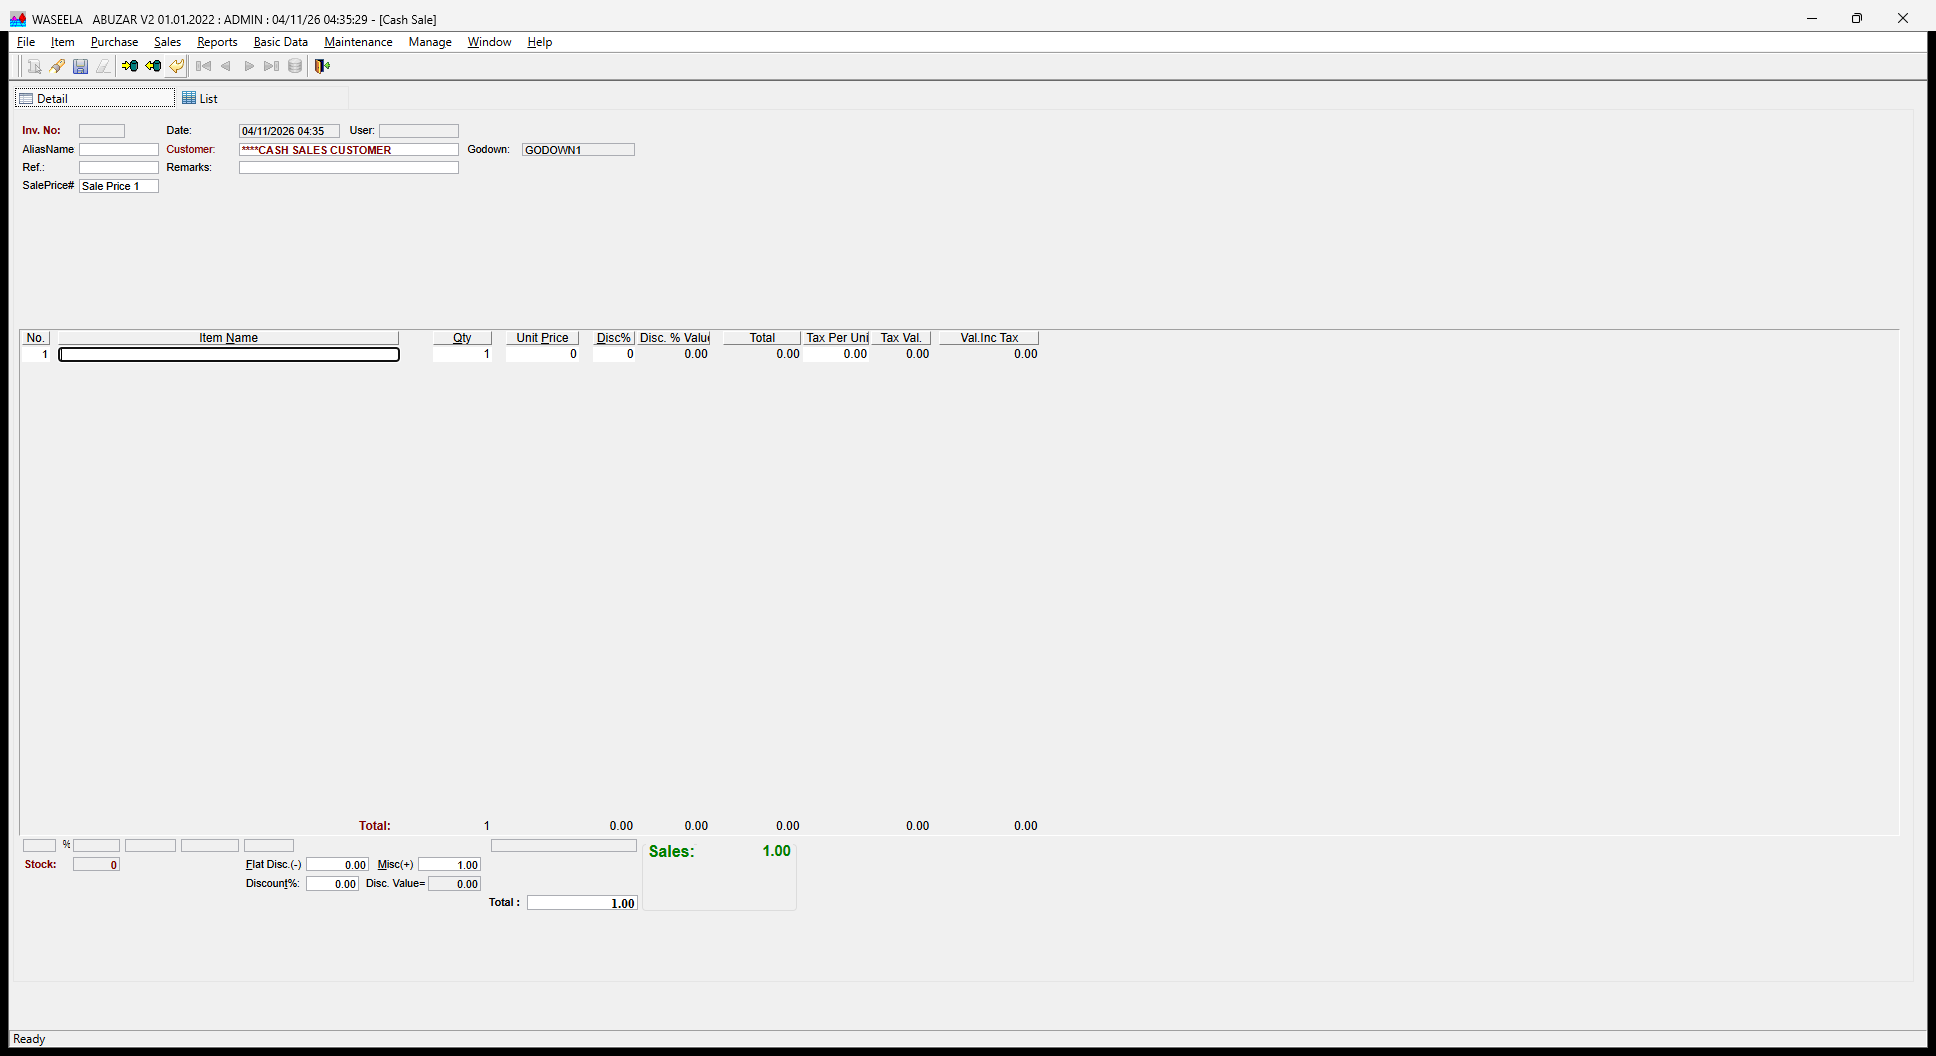 WASEELA ABUZAR V2 01.01.2022 : ADMIN : 04/11/26 04:35:29 - [Cash Sale]
File Item Purchase Sales Reports Basic Data Maintenance Manage Window Help
Detail List
Inv. No: Date: 04/11/2026 04:35 User:
AliasName Customer: ****CASH SALES CUSTOMER Godown: GODOWN1
Ref.: Remarks:
SalePrice# Sale Price 1
No. Item Name Qty Unit Price Disc% Disc. % Valu Total Tax Per Uni Tax Val. Val.Inc Tax
1 1 0 0 0.00 0.00 0.00 0.00 0.00
Total: 1 0.00 0.00 0.00 0.00 0.00
% Sales: 1.00
Stock: 0 Flat Disc.(-) 0.00 Misc(+) 1.00
Discount%: 0.00 Disc. Value= 0.00
Total : 1.00
Ready